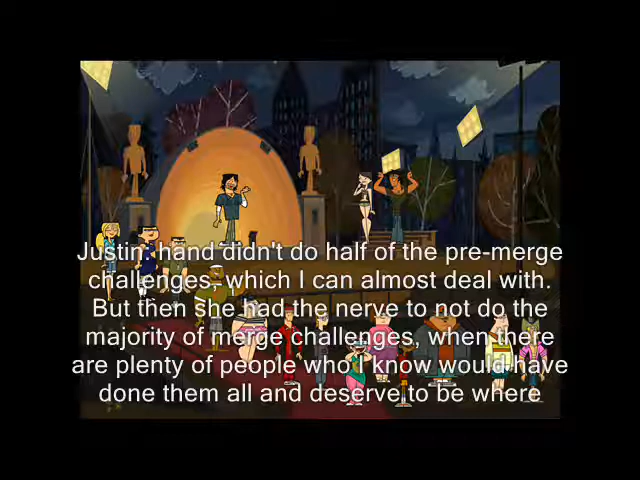 Justin: hand didn't do half of the pre-merge
challenges, which I can almost deal with.
But then she had the nerve to not do the
majority of merge challenges, when there
are plenty of people who I know would have
done them all and deserve to be where